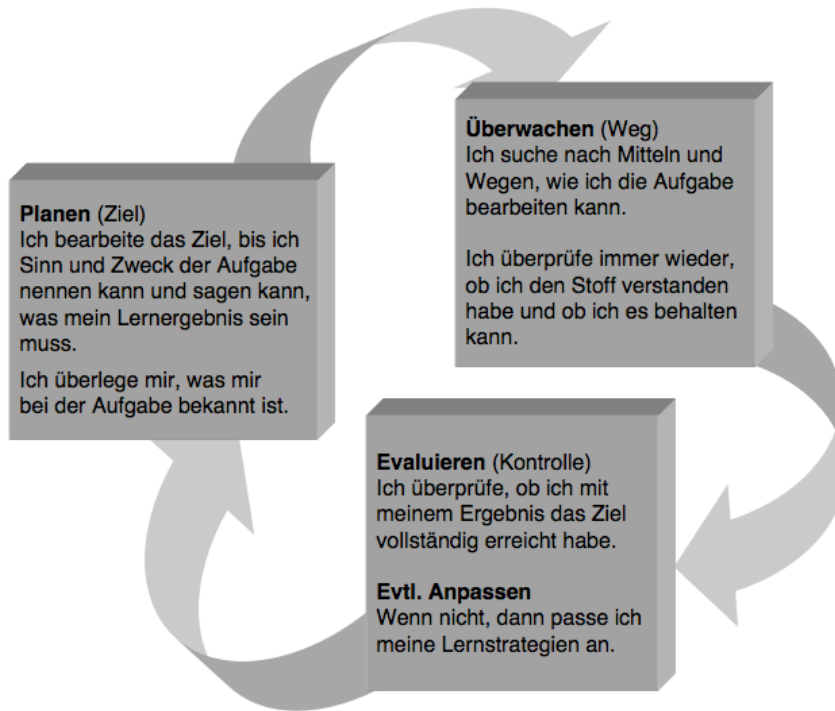 Planen (Ziel)
Ich bearbeite das Ziel, bis ich
Sinn und Zweck der Aufgabe
nennen kann und sagen kann,
was mein Lernergebnis sein
muss.
Ich überlege mir, was mir
bei der Aufgabe bekannt ist.
Überwachen (Weg)
Ich suche nach Mitteln und
Wegen, wie ich die Aufgabe
bearbeiten kann.
Ich überprüfe immer wieder,
ob ich den Stoff verstanden
habe und ob ich es behalten
kann.
Evaluieren (Kontrolle)
Ich überprüfe, ob ich mit
meinem Ergebnis das Ziel
vollständig erreicht habe.
Evtl. Anpassen
Wenn nicht, dann passe ich
meine Lernstrategien an.